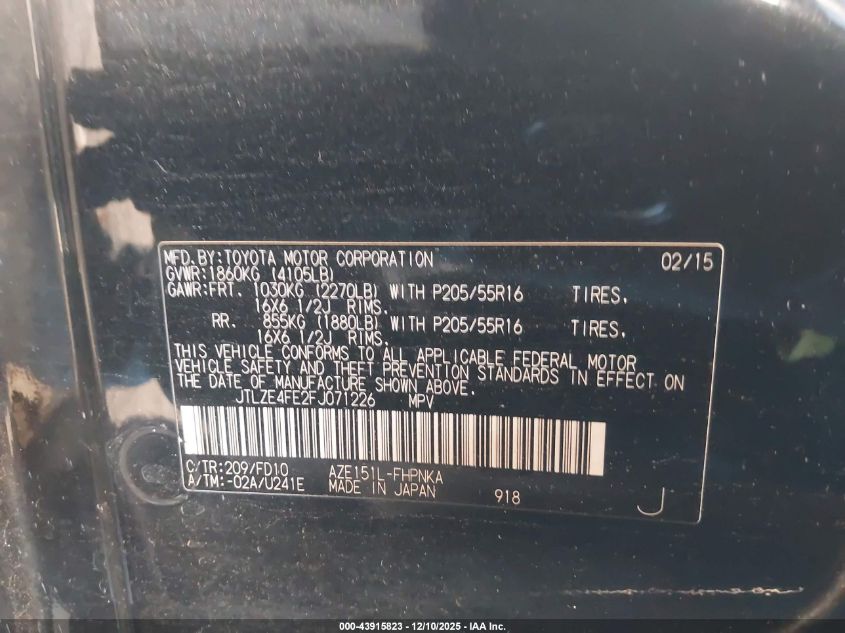 MFD. BY: TOYOTA MOTOR CORPORATION 02/15
GVWR: 1860KG (4105LB)
GAWR: FRT. 1030KG (2270LB) WITH P205/55R16 TIRES.
16X6 1/2J RIMS.
RR. 855KG (1880LB) WITH P205/55R16 TIRES.
16X6 1/2J RIMS.
THIS VEHICLE CONFORMS TO ALL APPLICABLE FEDERAL MOTOR
VEHICLE SAFETY AND THEFT PREVENTION STANDARDS IN EFFECT ON
THE DATE OF MANUFACTURE SHOWN ABOVE.
JTLZE4FE2FJ071226 MPV
C/TR: 209/FD10 AZE151L-FHPNKA
A/TM: -02A/U241E MADE IN JAPAN 918 J
000-43915823 - 12/10/2025 - IAA Inc.